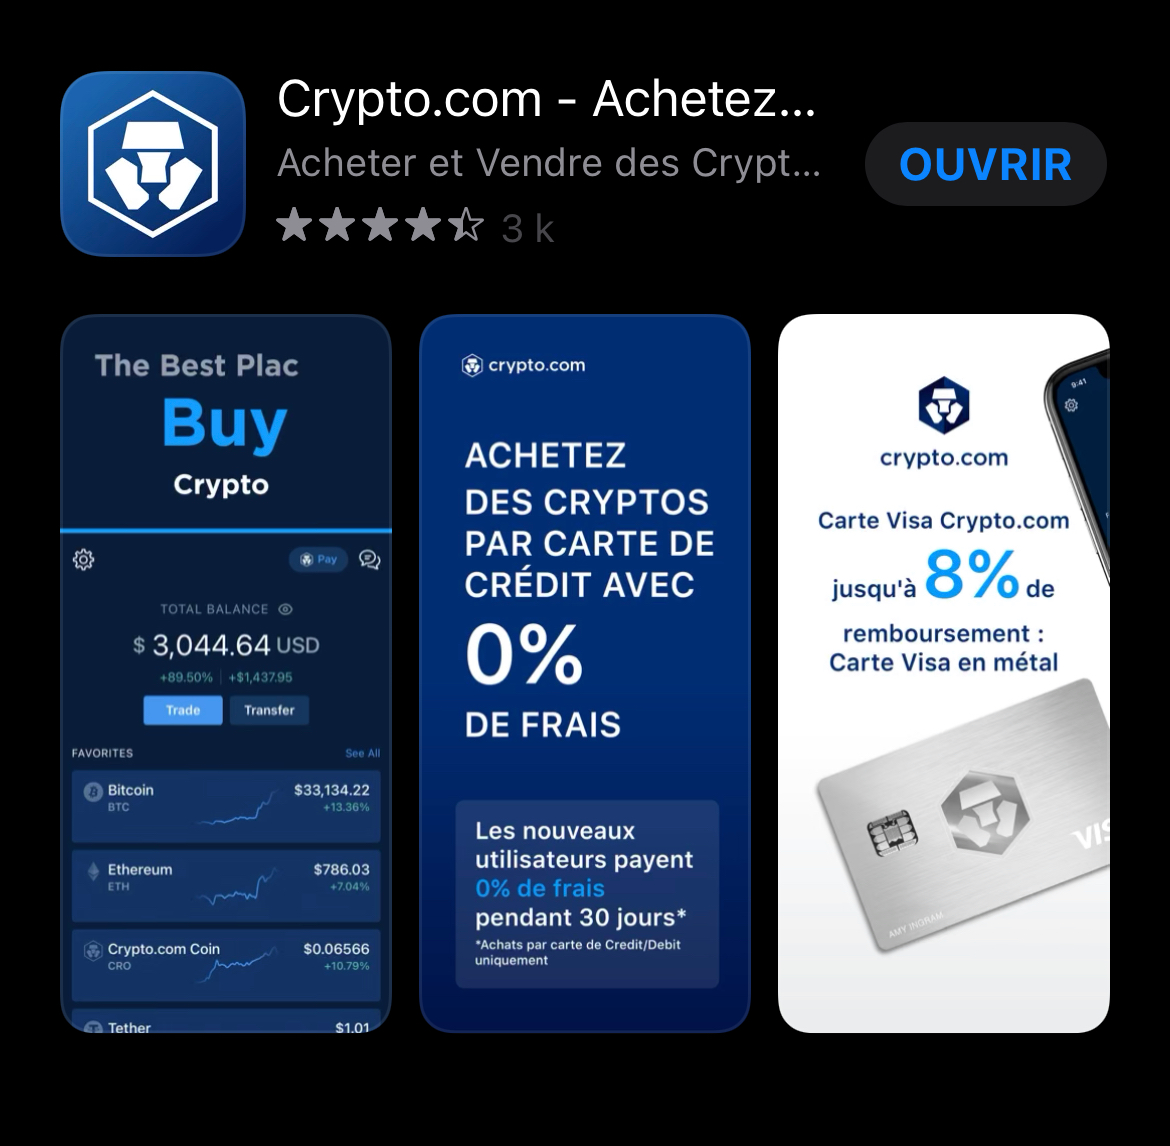 Crypto.com - Achetez...
Acheter et Vendre des Crypt...
3 k
OUVRIR
The Best Plac
Buy
Crypto
Pay
TOTAL BALANCE
$ 3,044.64 USD
+89.50% +$1,437.95
Trade Transfer
FAVORITES See All
Bitcoin $33,134.22
BTC +13.36%
Ethereum $786.03
ETH +7.04%
Crypto.com Coin $0.06566
CRO +10.79%
Tether $1.01
crypto.com
ACHETEZ
DES CRYPTOS
PAR CARTE DE
CRÉDIT AVEC
0%
DE FRAIS
Les nouveaux
utilisateurs payent
0% de frais
pendant 30 jours*
*Achats par carte de Credit/Debit
uniquement
9:41
crypto.com
Carte Visa Crypto.com
jusqu'à 8% de
remboursement :
Carte Visa en métal
VIS
AMY INGRAM